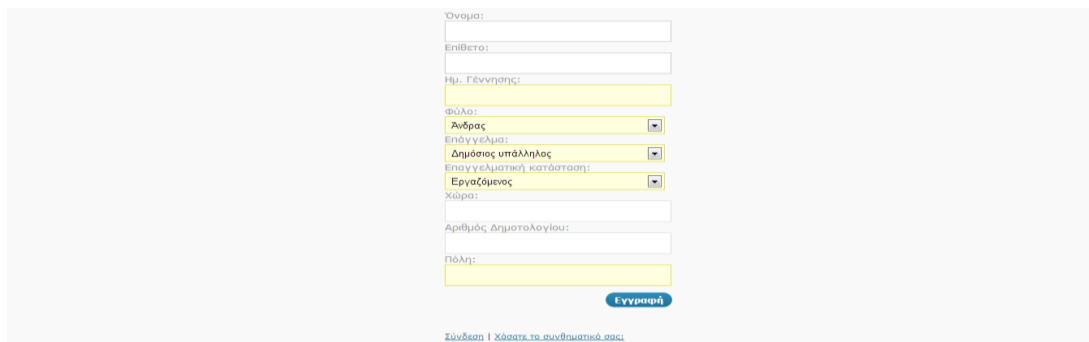 Όνομα:
Επίθετο:
Ημ. Γέννησης:
Φύλο:
Άνδρας
Επάγγελμα:
Δημόσιος υπάλληλος
Επαγγελματική κατάσταση:
Εργαζόμενος
Χώρα:
Αριθμός Δημοτολογίου:
Πόλη:
Εγγραφή
Σύνδεση | Χάσατε το συνθηματικό σας;